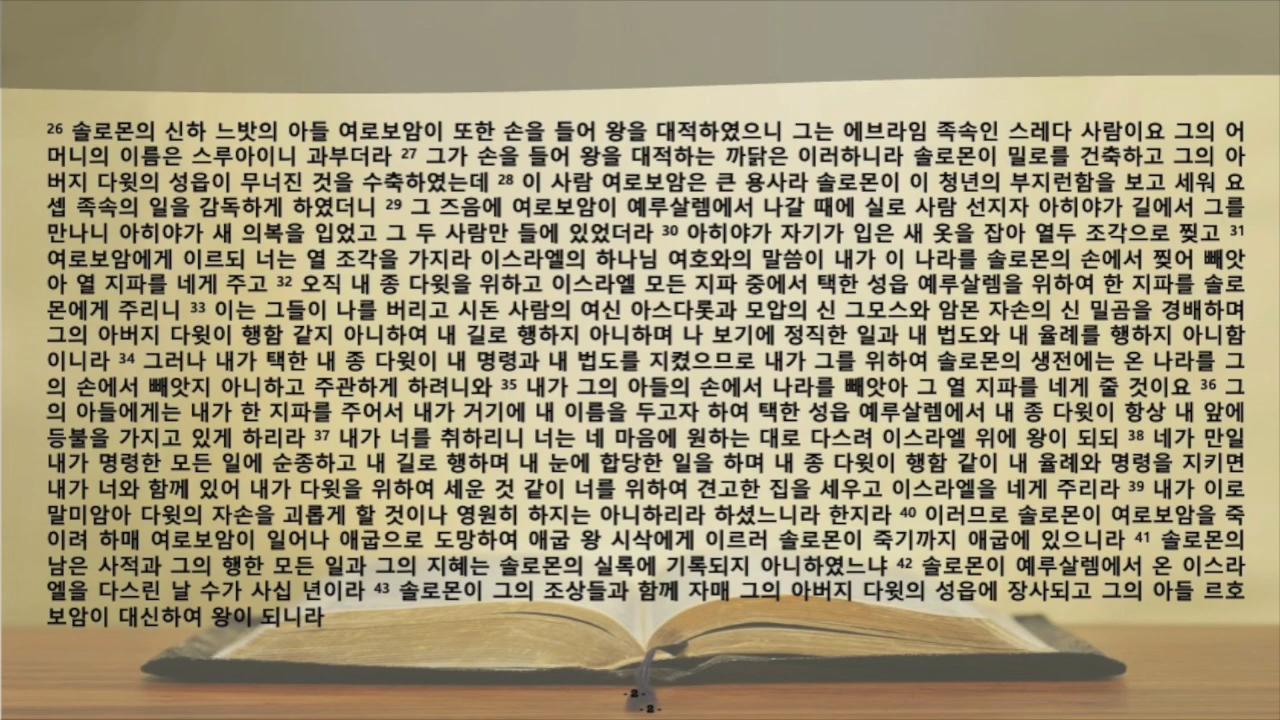 26 솔로몬의 신하 느밧의 아들 여로보암이 또한 손을 들어 왕을 대적하였으니 그는 에브라임 족속인 스레다 사람이요 그의 어
머니의 이름은 스루아이니 과부더라 27 그가 손을 들어 왕을 대적하는 까닭은 이러하니라 솔로몬이 밀로를 건축하고 그의 아
버지 다윗의 성읍이 무너진 것을 수축하였는데 28 이 사람 여로보암은 큰 용사라 솔로몬이 이 청년의 부지런함을 보고 세워 요
셉 족속의 일을 감독하게 하였더니 29 그 즈음에 여로보암이 예루살렘에서 나갈 때에 실로 사람 선지자 아히야가 길에서 그를
만나니 아히야가 새 의복을 입었고 그 두 사람만 들에 있었더라 30 아히야가 자기가 입은 새 옷을 잡아 열두 조각으로 찢고 31
여로보암에게 이르되 너는 열 조각을 가지라 이스라엘의 하나님 여호와의 말씀이 내가 이 나라를 솔로몬의 손에서 찢어 빼앗
아 열 지파를 네게 주고 32 오직 내 종 다윗을 위하고 이스라엘 모든 지파 중에서 택한 성읍 예루살렘을 위하여 한 지파를 솔로
몬에게 주리니 33 이는 그들이 나를 버리고 시돈 사람의 여신 아스다롯과 모압의 신 그모스와 암몬 자손의 신 밀곰을 경배하며
그의 아버지 다윗이 행함 같지 아니하여 내 길로 행하지 아니하며 나 보기에 정직한 일과 내 법도와 내 율례를 행하지 아니함
이니라 34 그러나 내가 택한 내 종 다윗이 내 명령과 내 법도를 지켰으므로 내가 그를 위하여 솔로몬의 생전에는 온 나라를 그
의 손에서 빼앗지 아니하고 주관하게 하려니와 35 내가 그의 아들의 손에서 나라를 빼앗아 그 열 지파를 네게 줄 것이요 36 그
의 아들에게는 내가 한 지파를 주어서 내가 거기에 내 이름을 두고자 하여 택한 성읍 예루살렘에서 내 종 다윗이 항상 내 앞에
등불을 가지고 있게 하리라 37 내가 너를 취하리니 너는 네 마음에 원하는 대로 다스려 이스라엘 위에 왕이 되되 38 네가 만일
내가 명령한 모든 일에 순종하고 내 길로 행하며 내 눈에 합당한 일을 하며 내 종 다윗이 행함 같이 내 율례와 명령을 지키면
내가 너와 함께 있어 내가 다윗을 위하여 세운 것 같이 너를 위하여 견고한 집을 세우고 이스라엘을 네게 주리라 39 내가 이로
말미암아 다윗의 자손을 괴롭게 할 것이나 영원히 하지는 아니하리라 하셨느니라 한지라 40 이러므로 솔로몬이 여로보암을 죽
이려 하매 여로보암이 일어나 애굽으로 도망하여 애굽 왕 시삭에게 이르러 솔로몬이 죽기까지 애굽에 있으니라 41 솔로몬의
남은 사적과 그의 행한 모든 일과 그의 지혜는 솔로몬의 실록에 기록되지 아니하였느냐 42 솔로몬이 예루살렘에서 온 이스라
엘을 다스린 날 수가 사십 년이라 43 솔로몬이 그의 조상들과 함께 자매 그의 아버지 다윗의 성읍에 장사되고 그의 아들 르호
보암이 대신하여 왕이 되니라
- 2 -
- 2 -